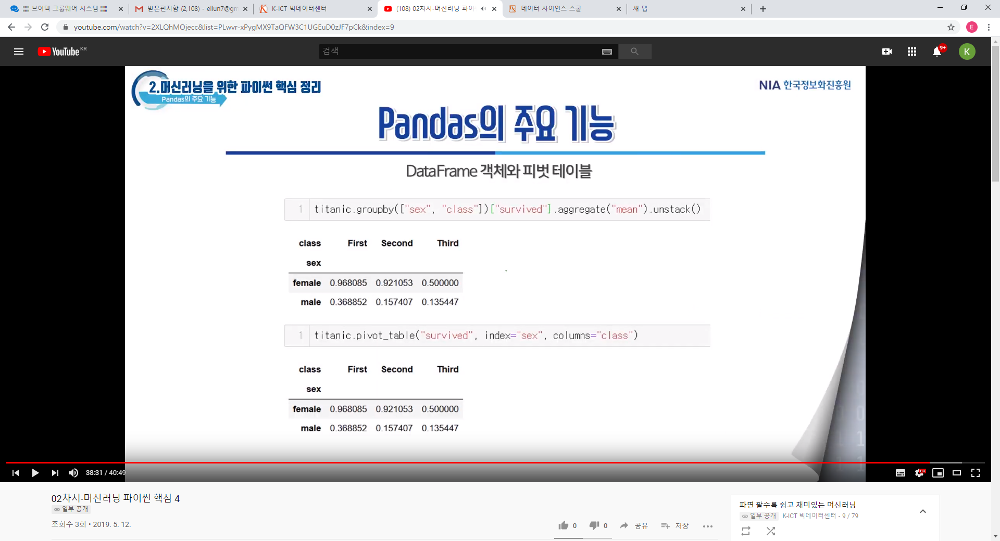 브이텍 그룹웨어 시스템
받은편지함 (2,108) - ellun7@gm
K-ICT 빅데이터센터
(108) 02차시-머신러닝 파이
데이터 사이언스 스쿨
새 탭
youtube.com/watch?v=2XLQhMOjecc&list=PLwvr-xPygMX9TaQFW3C1UGEuD0zJF7pCk&index=9
E
YouTube KR
검색
9+
K
2.머신러닝을 위한 파이썬 핵심 정리
Pandas의 주요 기능
NIA 한국정보화진흥원
Pandas의 주요 기능
DataFrame 객체와 피벗 테이블
1 titanic.groupby(["sex", "class"])["survived"].aggregate("mean").unstack()
class First Second Third
sex
female 0.968085 0.921053 0.500000
male 0.368852 0.157407 0.135447
1 titanic.pivot_table("survived", index="sex", columns="class")
class First Second Third
sex
female 0.968085 0.921053 0.500000
male 0.368852 0.157407 0.135447
38:31 / 40:49
HD
02차시-머신러닝 파이썬 핵심 4
일부 공개
조회수 3회 • 2019. 5. 12.
0 0 공유 저장
파면 팔수록 쉽고 재미있는 머신러닝
일부 공개 K-ICT 빅데이터센터 - 9 / 79